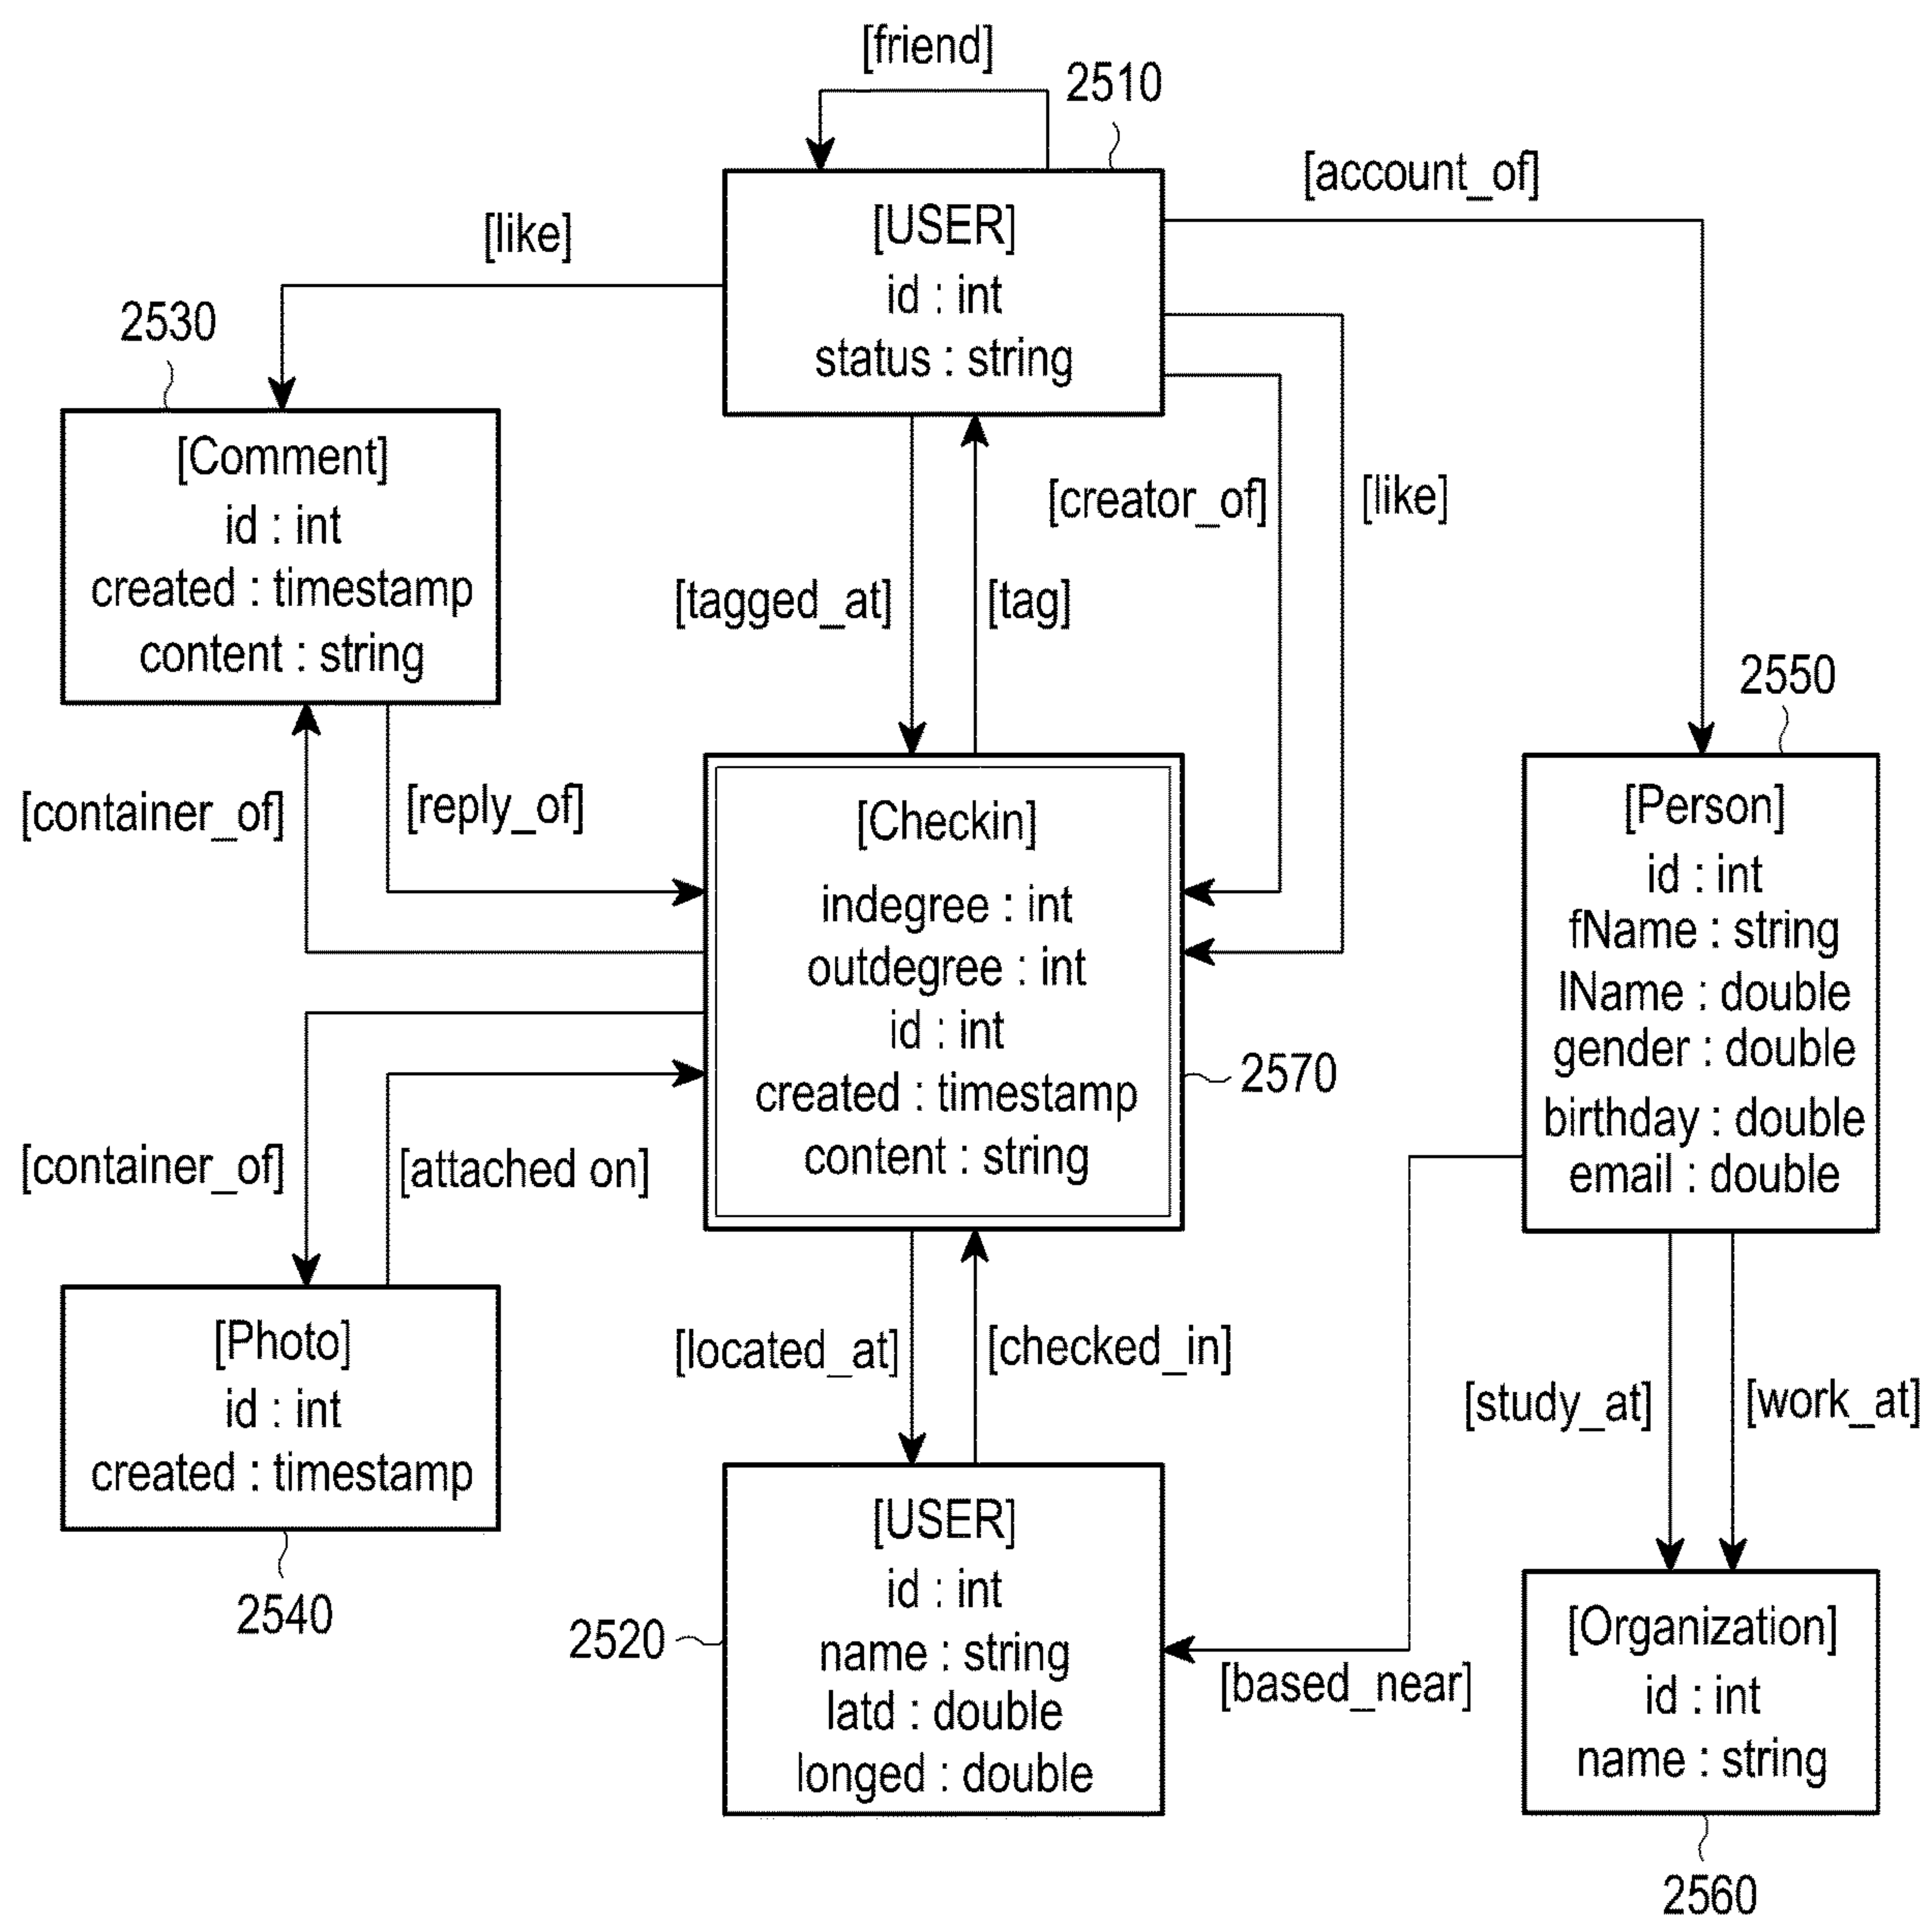 [friend]
2510
[account_of]
[like]
[USER]
id : int
status : string
2530
[Comment]
id : int
created : timestamp
content : string
[creator_of]
[like]
[tagged_at]
[tag]
2550
[container_of]
[reply_of]
[Checkin]
indegree : int
outdegree : int
id : int
created : timestamp
content : string
2570
[Person]
id : int
fName : string
lName : double
gender : double
birthday : double
email : double
[container_of]
[attached on]
[Photo]
id : int
created : timestamp
2540
[located_at]
[checked_in]
[study_at]
[work_at]
2520
[USER]
id : int
name : string
latd : double
longed : double
[based_near]
[Organization]
id : int
name : string
2560